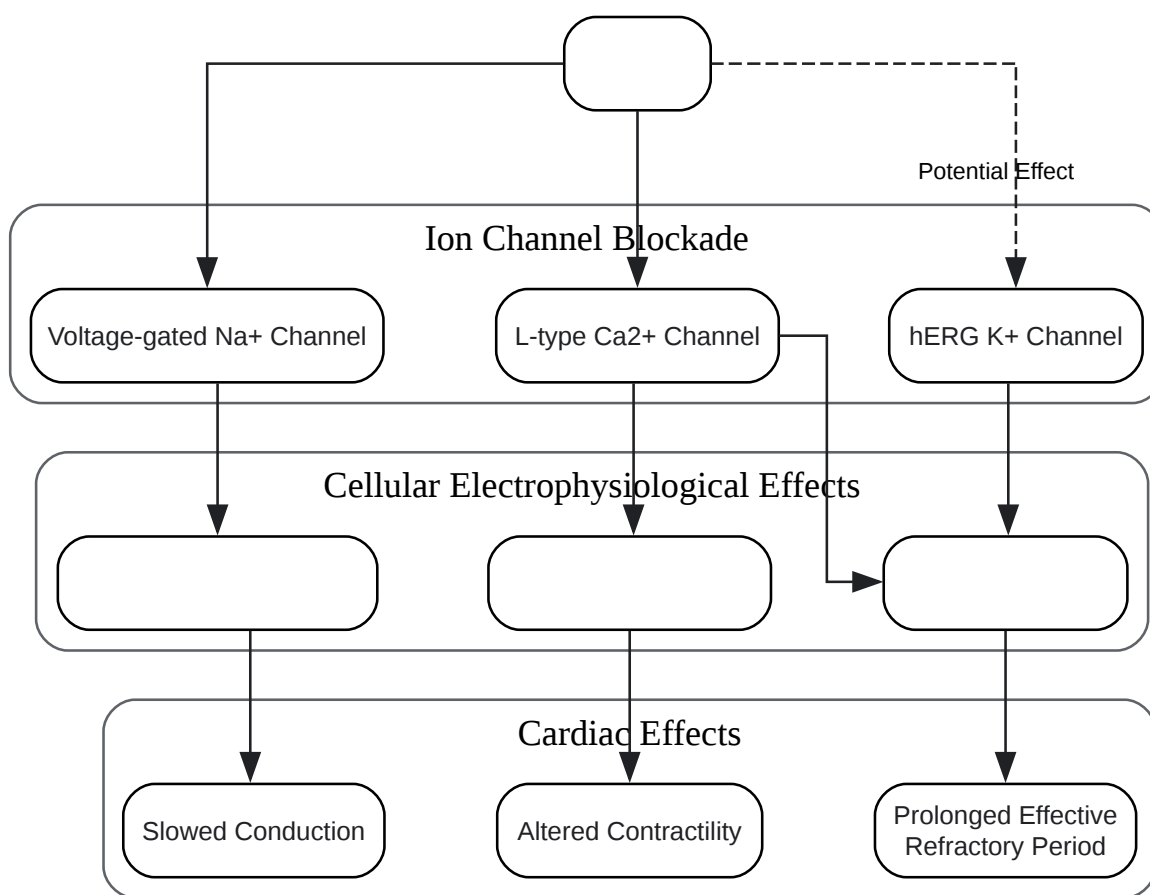 Potential Effect
Ion Channel Blockade
Voltage-gated Na+ Channel
L-type Ca2+ Channel
hERG K+ Channel
Cellular Electrophysiological Effects
Cardiac Effects
Slowed Conduction
Altered Contractility
Prolonged Effective
Refractory Period